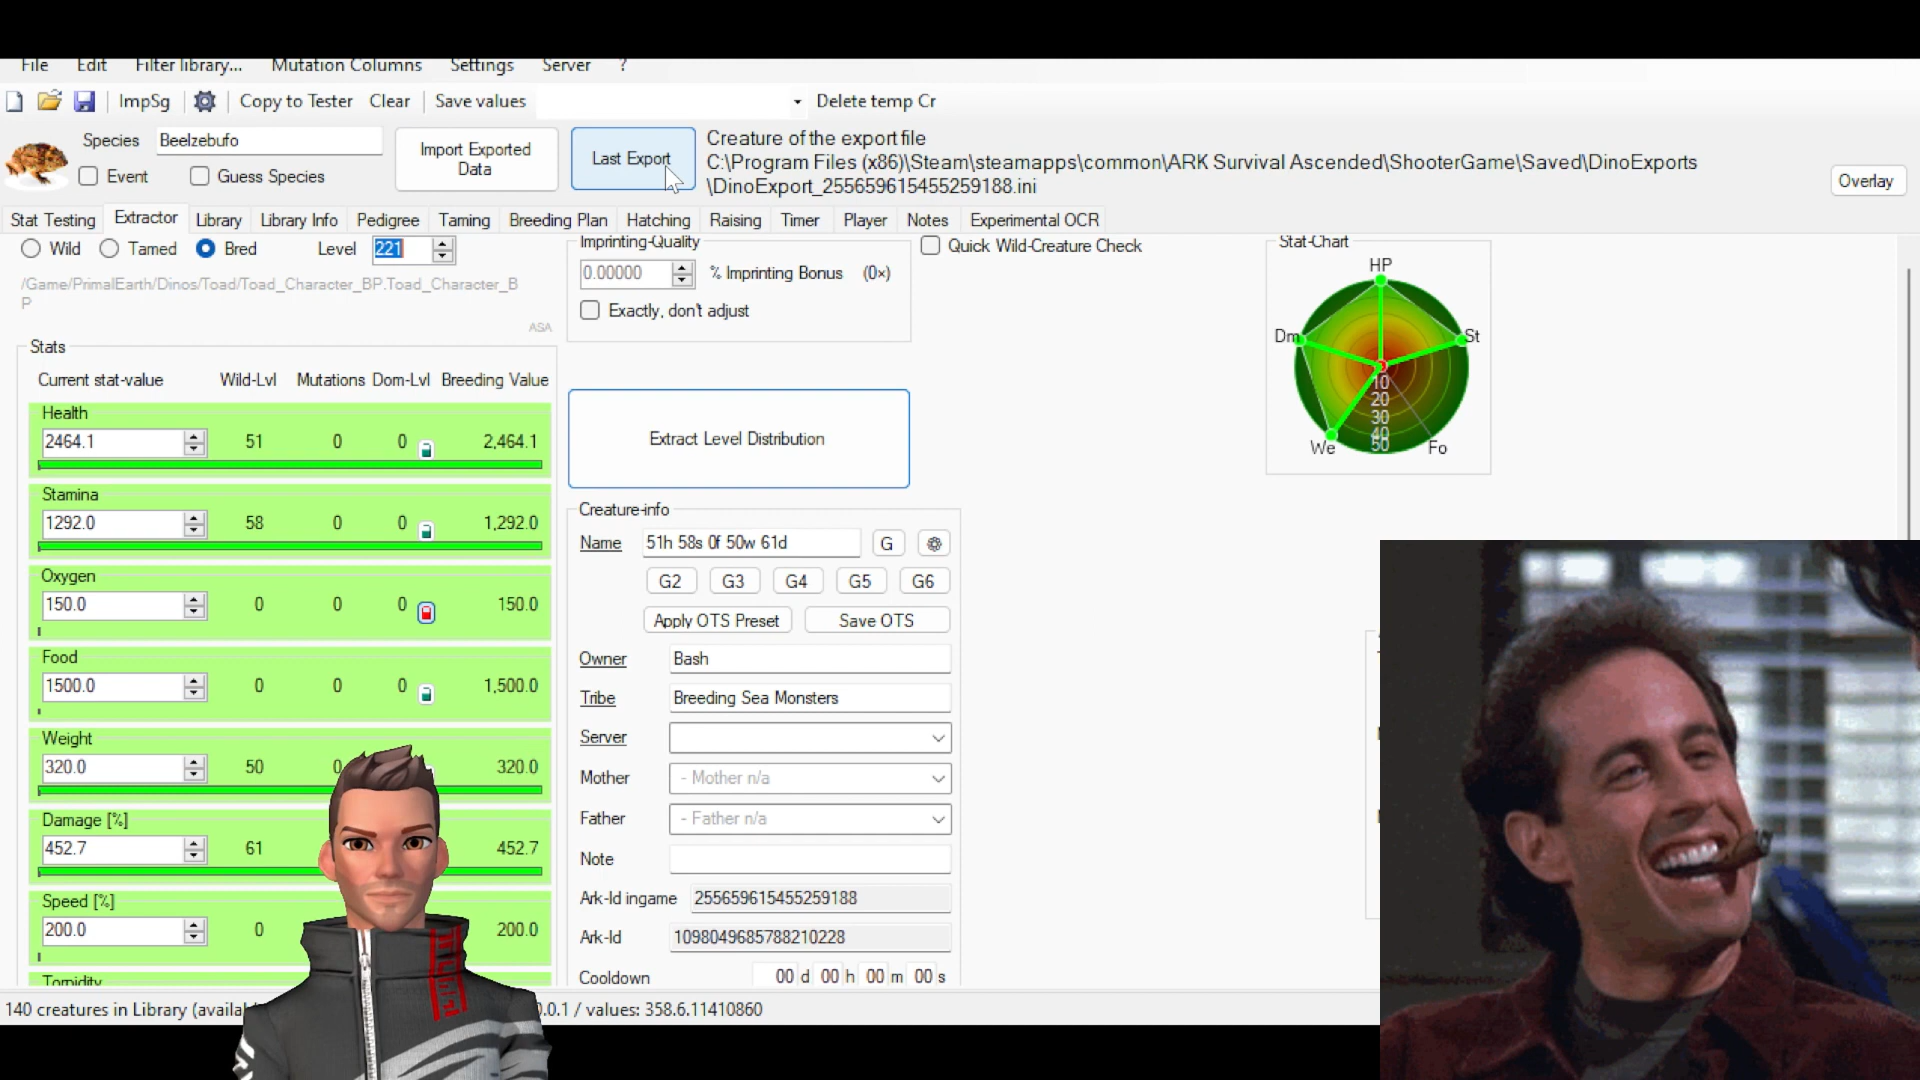 File Edit Filter library... Mutation Columns Settings Server ?
ImpSg Copy to Tester Clear Save values Delete temp Cr
Species Beelzebufo
Event Guess Species
Import Exported
Data
Last Export
Creature of the export file
C:\Program Files (x86)\Steam\steamapps\common\ARK Survival Ascended\ShooterGame\Saved\DinoExports
\DinoExport_255659615455259188.ini
Overlay
Stat Testing Extractor Library Library Info Pedigree Taming Breeding Plan Hatching Raising Timer Player Notes Experimental OCR
Wild Tamed Bred Level 221
/Game/PrimalEarth/Dinos/Toad/Toad_Character_BP.Toad_Character_B
P
ASA
Stats
Current stat-value Wild-Lvl Mutations Dom-Lvl Breeding Value
Health
2464.1 51 0 0 2,464.1
Stamina
1292.0 58 0 0 1,292.0
Oxygen
150.0 0 0 0 150.0
Food
1500.0 0 0 0 1,500.0
Weight
320.0 50 0 320.0
Damage [%]
452.7 61 452.7
Speed [%]
200.0 0 200.0
Torpidity
Imprinting-Quality
0.00000 % Imprinting Bonus (0×)
Exactly, don't adjust
Quick Wild-Creature Check
Extract Level Distribution
Creature-info
Name 51h 58s 0f 50w 61d G
G2 G3 G4 G5 G6
Apply OTS Preset Save OTS
Owner Bash
Tribe Breeding Sea Monsters
Server
Mother - Mother n/a
Father - Father n/a
Note
Ark-Id ingame 255659615455259188
Ark-Id 1098049685788210228
Cooldown 00 d 00 h 00 m 00 s
Stat-Chart
HP
Dm St
10
20
30
40
50
We Fo
140 creatures in Library (availa
0.0.1 / values: 358.6.11410860